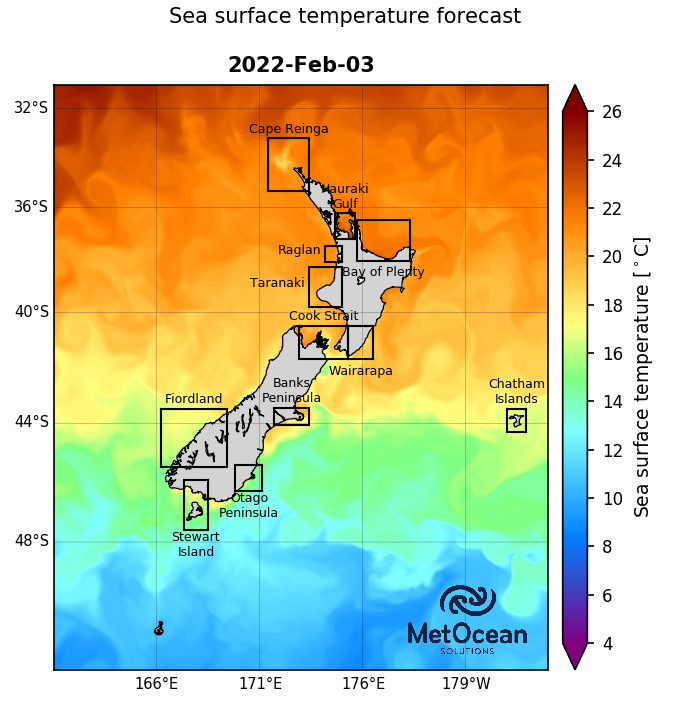 Sea surface temperature forecast
2022-Feb-03
32°S
36°S
40°S
44°S
48°S
Cape Reinga
Hauraki
Gulf
Raglan
Bay of Plenty
Taranaki
Cook Strait
Wairarapa
Banks
Peninsula
Fiordland
Chatham
Islands
Otago
Peninsula
Stewart
Island
MetOcean
SOLUTIONS
166°E
171°E
176°E
179°W
26
24
22
20
18
16
14
12
10
8
6
4
Sea surface temperature [°C]